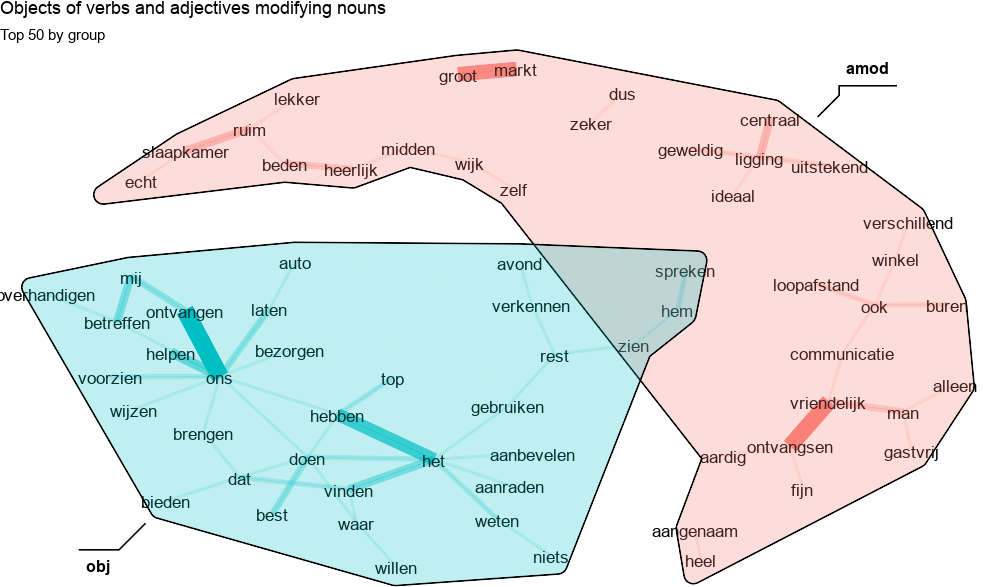 Objects of verbs and adjectives modifying nouns
Top 50 by group
amod
groot
markt
lekker
dus
ruim
zeker
centraal
slaapkamer
midden
geweldig
ligging
uitstekend
beden
heerlijk
wijk
echt
zelf
ideaal
verschillend
winkel
loopafstand
ook
buren
communicatie
alleen
vriendelijk
man
ontvangsen
gastvrij
aardig
fijn
aangenaam
heel
auto
avond
spreken
mij
overhandigen
ontvangen
laten
verkennen
hem
betreffen
helpen
bezorgen
rest
zien
voorzien
ons
top
wijzen
hebben
gebruiken
brengen
doen
het
aanbevelen
dat
vinden
aanraden
bieden
best
waar
weten
willen
niets
obj